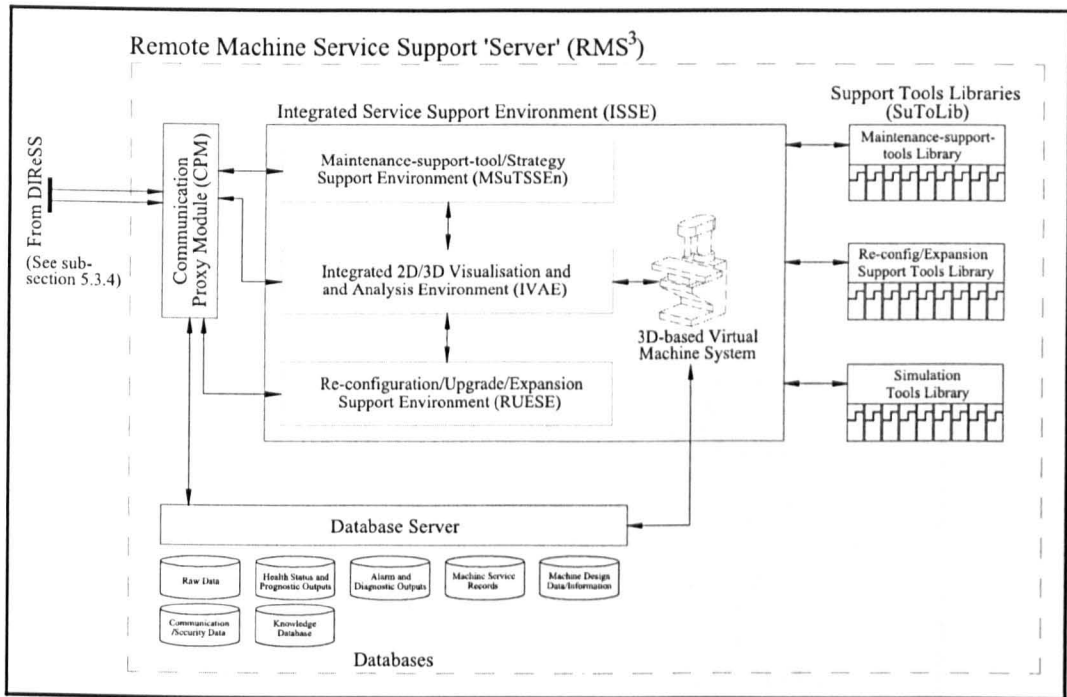 Remote Machine Service Support 'Server' (RMS³)
Integrated Service Support Environment (ISSE)
Support Tools Libraries
(SuToLib)
From DIReSS
(See sub-
section 5.3.4)
Communication
Proxy Module (CPM)
Maintenance-support-tool/Strategy
Support Environment (MSuTSSEn)
Integrated 2D/3D Visualisation and
and Analysis Environment (IVAE)
Re-configuration/Upgrade/Expansion
Support Environment (RUESE)
3D-based Virtual
Machine System
Maintenance-support-
tools Library
Re-config/Expansion
Support Tools Library
Simulation
Tools Library
Database Server
Raw Data
Health Status and
Prognostic Outputs
Alarm and
Diagnostic Outputs
Machine Service
Records
Machine Design
Data/Information
Communication
/Security Data
Knowledge
Database
Databases